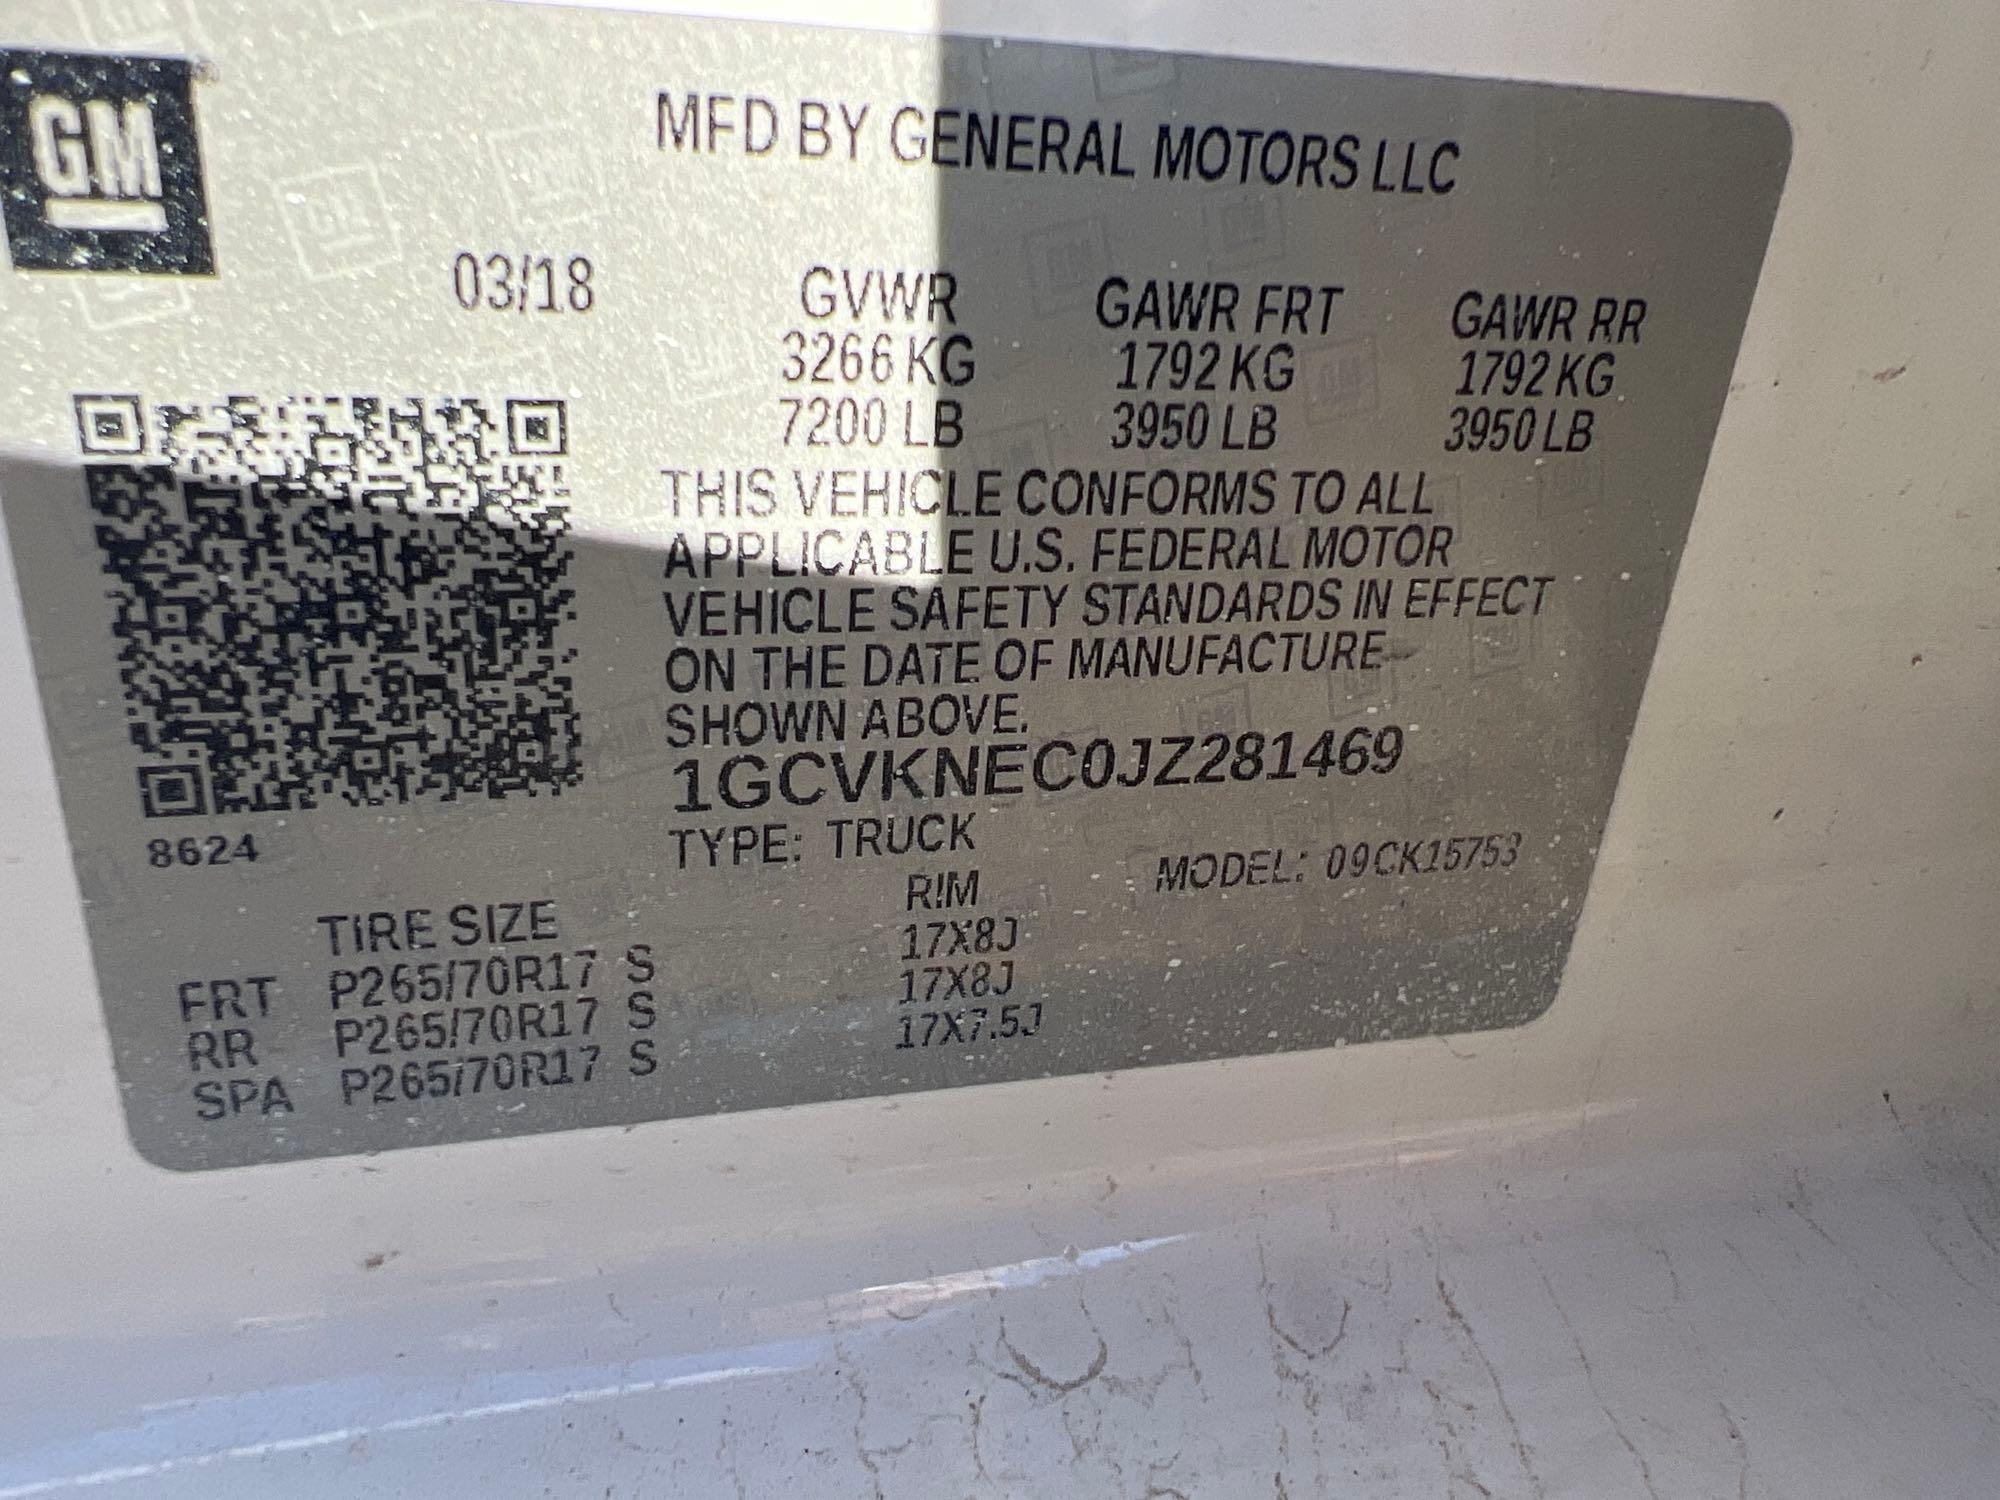 GM
MFD BY GENERAL MOTORS LLC
03/18 GVWR GAWR FRT GAWR RR
3266 KG 1792 KG 1792 KG
7200 LB 3950 LB 3950 LB
THIS VEHICLE CONFORMS TO ALL
APPLICABLE U.S. FEDERAL MOTOR
VEHICLE SAFETY STANDARDS IN EFFECT
ON THE DATE OF MANUFACTURE
SHOWN ABOVE.
1GCVKNEC0JZ281469
8624
TYPE: TRUCK MODEL: 09CK15753
TIRE SIZE RIM
FRT P265/70R17 S 17X8J
RR P265/70R17 S 17X8J
SPA P265/70R17 S 17X7.5J